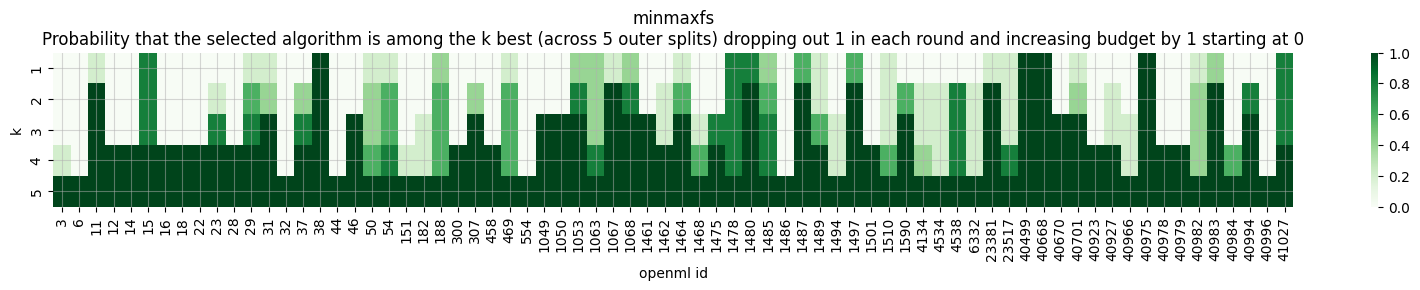 minmaxfs
Probability that the selected algorithm is among the k best (across 5 outer splits) dropping out 1 in each round and increasing budget by 1 starting at 0
k
1
2
3
4
5
3 6 11 12 14 15 16 18 22 23 28 29 31 32 37 38 44 46 50 54 151 182 188 300 307 458 469 554 1049 1050 1053 1063 1067 1068 1461 1462 1464 1468 1475 1478 1480 1485 1486 1487 1489 1494 1497 1501 1510 1590 4134 4534 4538 6332 23381 23517 40499 40668 40670 40701 40923 40927 40966 40975 40978 40979 40982 40983 40984 40994 40996 41027
openml id
1.0
0.8
0.6
0.4
0.2
0.0